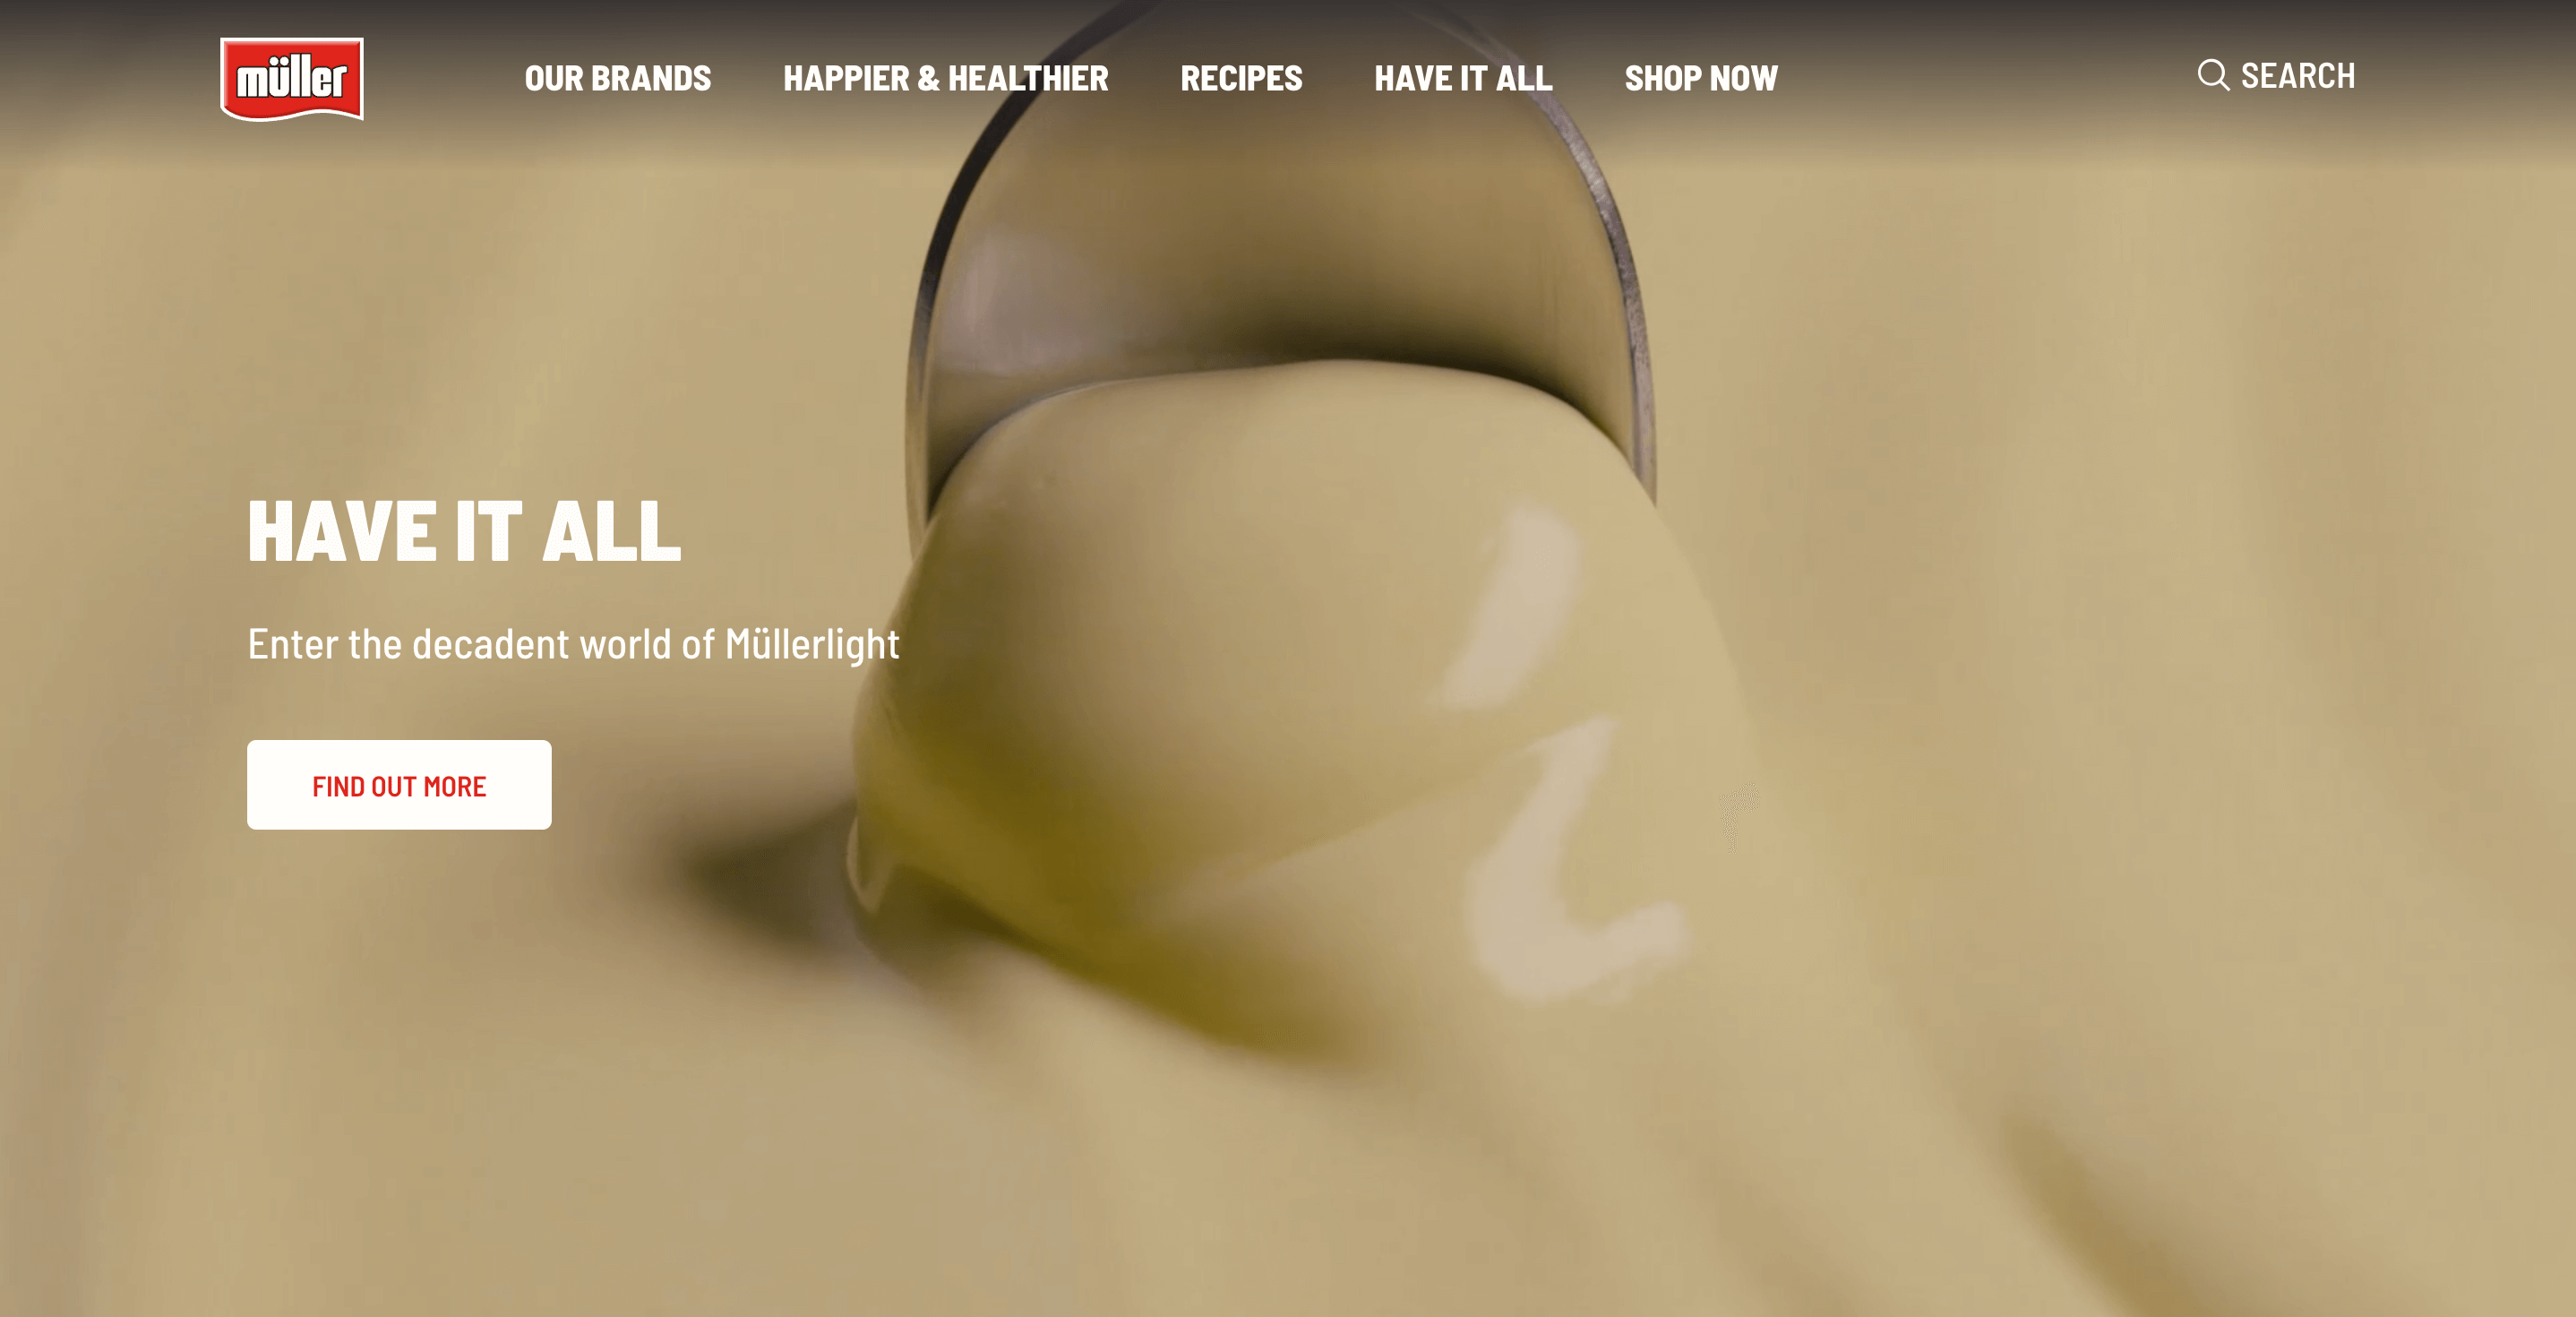 müller
OUR BRANDS
HAPPIER & HEALTHIER
RECIPES
HAVE IT ALL
SHOP NOW
SEARCH
HAVE IT ALL
Enter the decadent world of Müllerlight
FIND OUT MORE